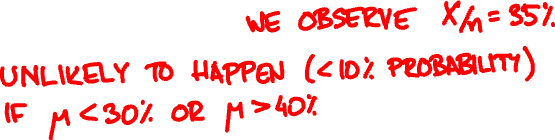 WE OBSERVE X/n = 35%
UNLIKELY TO HAPPEN (<10% PROBABILITY)
IF μ < 30% OR μ > 40%